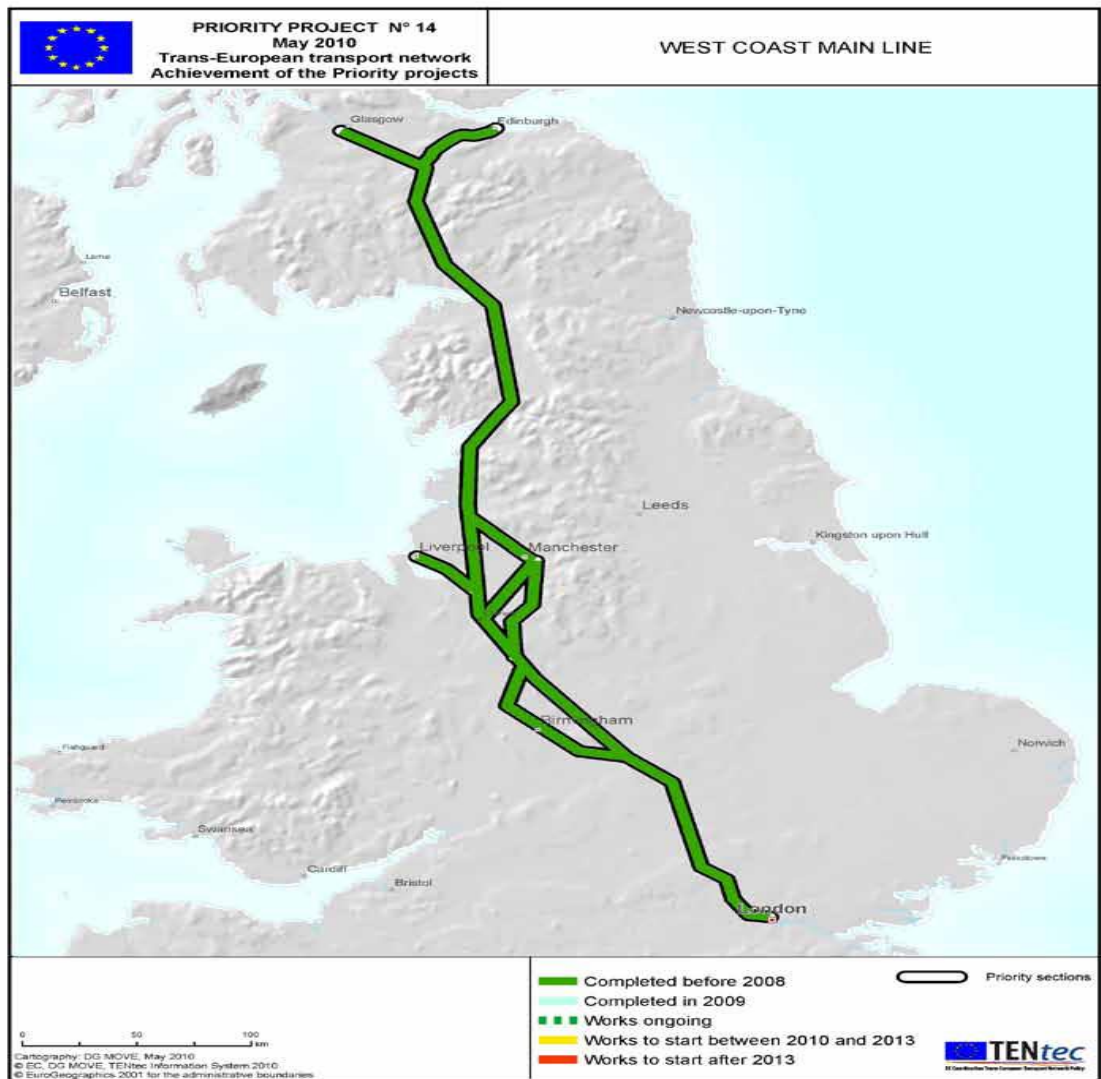 PRIORITY PROJECT N° 14
May 2010
Trans-European transport network
Achievement of the Priority projects
WEST COAST MAIN LINE
Glasgow
Edinburgh
Larne
Belfast
Newcastle-upon-Tyne
Leeds
Kingston upon Hull
Liverpool
Manchester
Birmingham
Norwich
Fishguard
Pembroke
Swansea
Cardiff
Bristol
Felixstowe
London
Completed before 2008
Completed in 2009
Works ongoing
Works to start between 2010 and 2013
Works to start after 2013
Priority sections
0 50 100
km
Cartography: DG MOVE, May 2010
© EC, DG MOVE, TENtec Information System 2010
© EuroGeographics 2001 for the administrative boundaries
TENtec